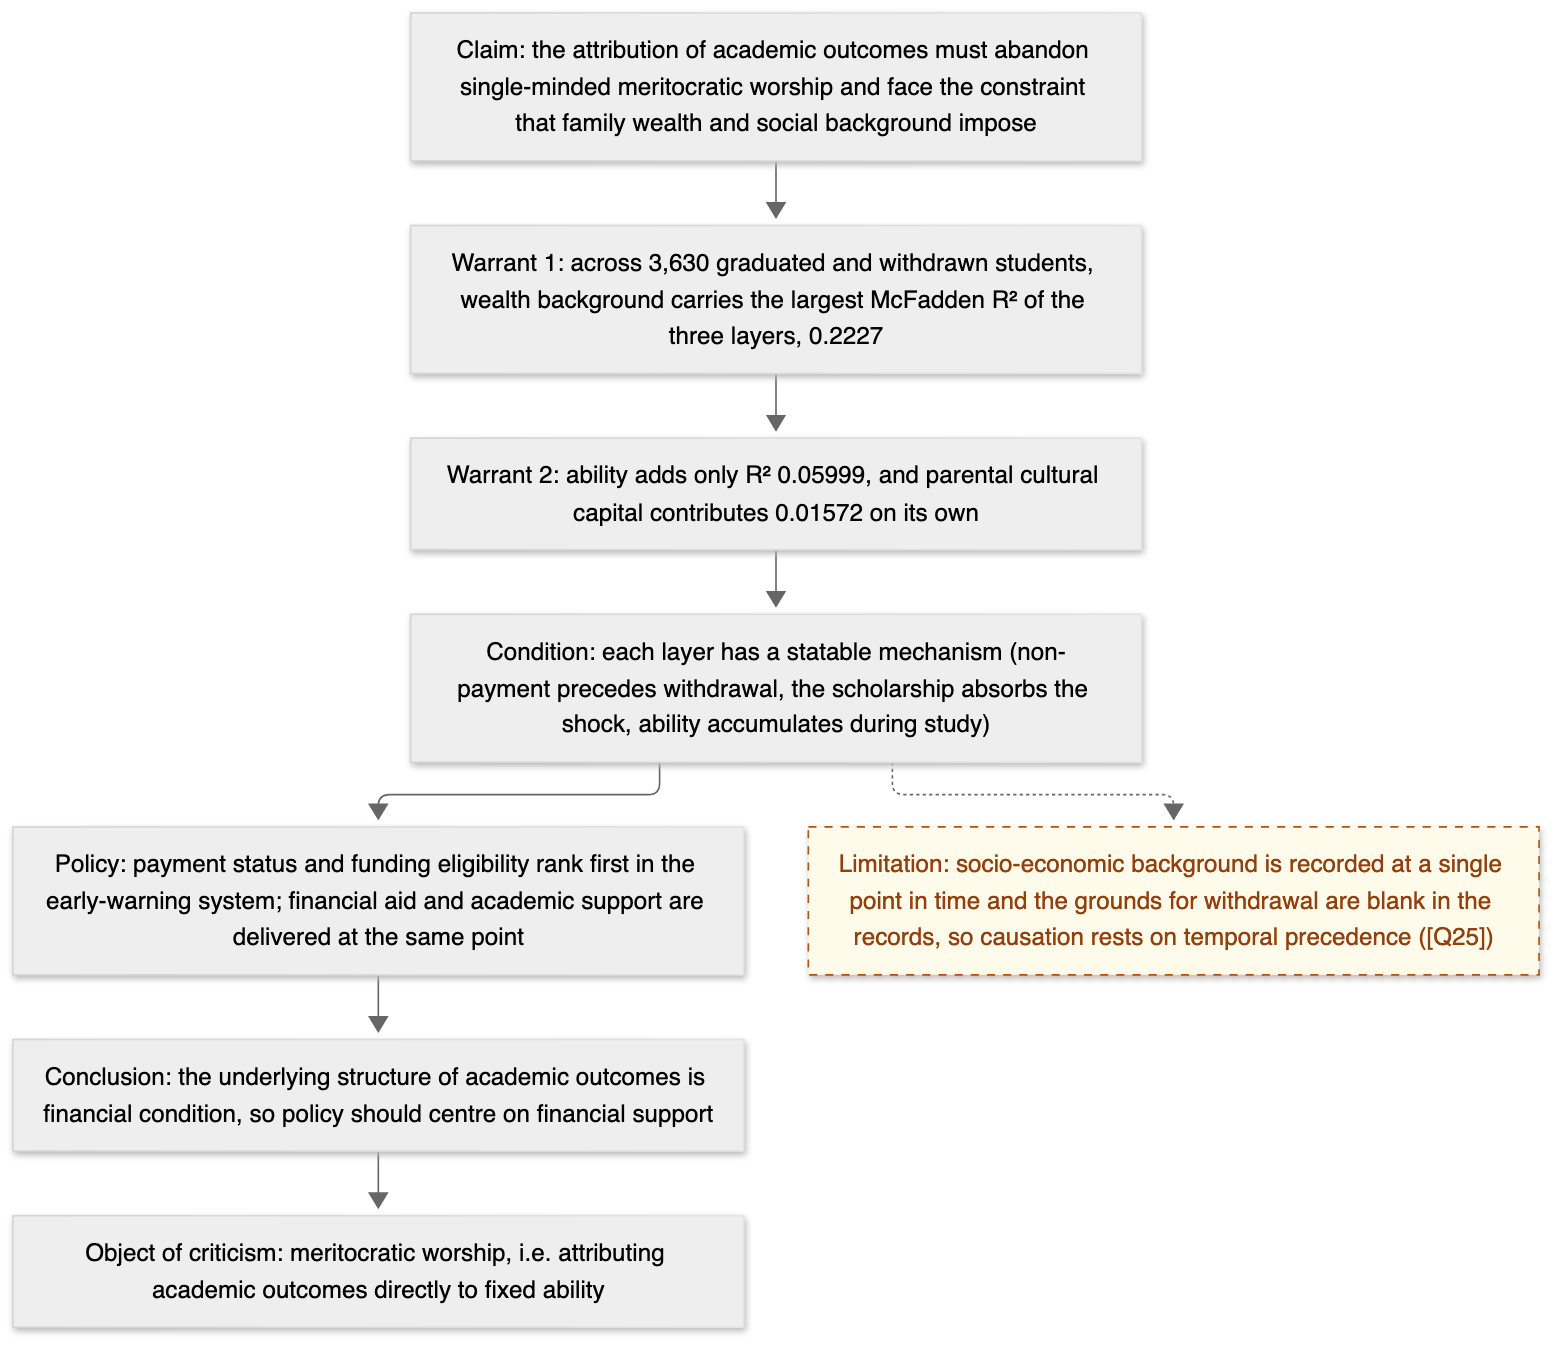 Claim: the attribution of academic outcomes must abandon
single-minded meritocratic worship and face the constraint
that family wealth and social background impose
Warrant 1: across 3,630 graduated and withdrawn students,
wealth background carries the largest McFadden R² of the
three layers, 0.2227
Warrant 2: ability adds only R² 0.05999, and parental cultural
capital contributes 0.01572 on its own
Condition: each layer has a statable mechanism (non-
payment precedes withdrawal, the scholarship absorbs the
shock, ability accumulates during study)
Policy: payment status and funding eligibility rank first in the
early-warning system; financial aid and academic support are
delivered at the same point
Limitation: socio-economic background is recorded at a single
point in time and the grounds for withdrawal are blank in the
records, so causation rests on temporal precedence ([Q25])
Conclusion: the underlying structure of academic outcomes is
financial condition, so policy should centre on financial support
Object of criticism: meritocratic worship, i.e. attributing
academic outcomes directly to fixed ability